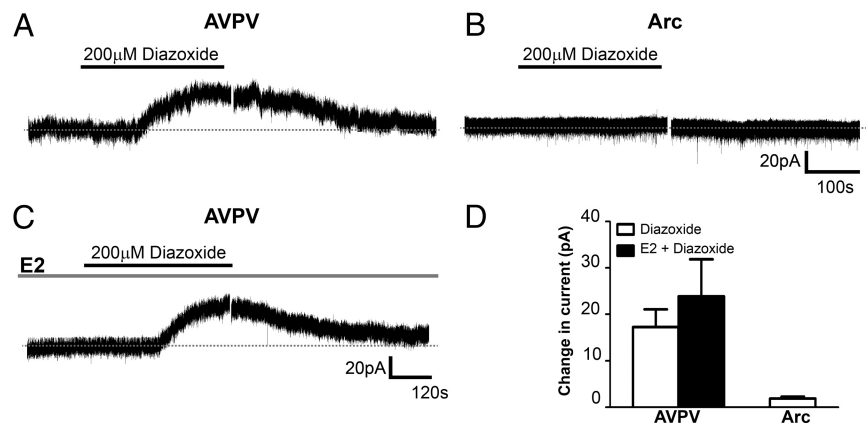 A
AVPV
200µM Diazoxide
B
Arc
200µM Diazoxide
20pA
100s
C
AVPV
E2
200µM Diazoxide
20pA
120s
D
Change in current (pA)
40
30
20
10
0
Diazoxide
E2 + Diazoxide
AVPV
Arc